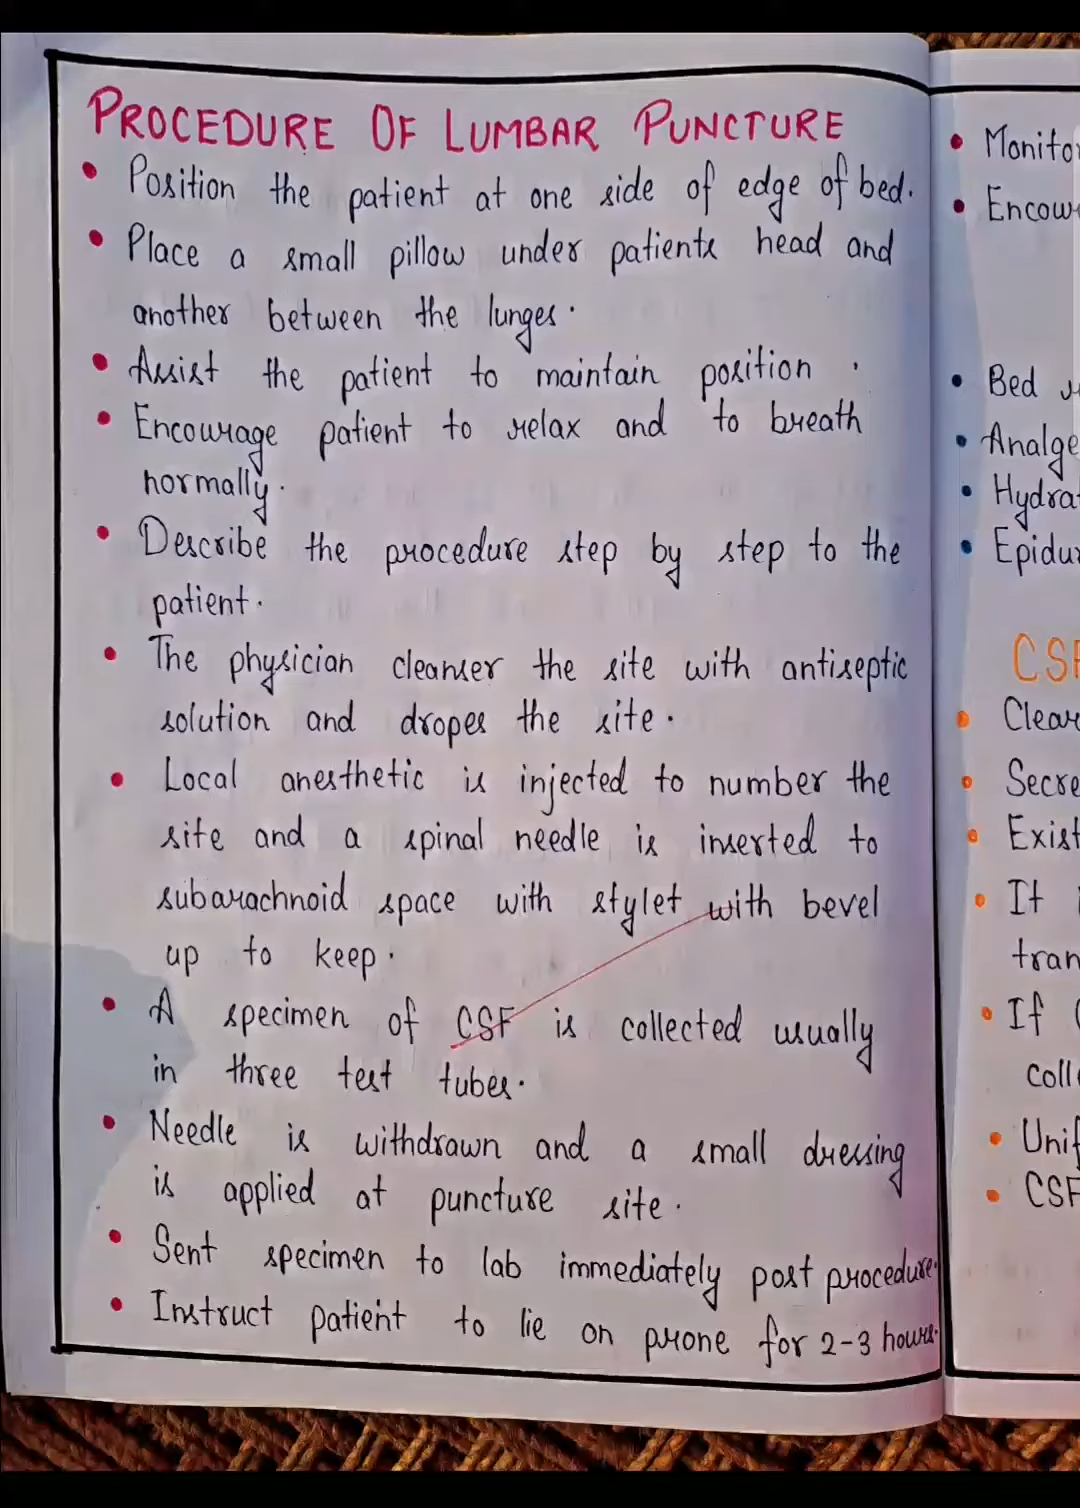 PROCEDURE OF LUMBAR PUNCTURE
• Position the patient at one side of edge of bed.
• Place a small pillow under patients head and
another between the lunges.
• Assist the patient to maintain position.
• Encourage patient to relax and to breath
normally.
• Describe the procedure step by step to the
patient.
• The physician cleanser the site with antiseptic
solution and dropes the site.
• Local anesthetic is injected to number the
site and a spinal needle is inserted to
subarachnoid space with stylet with bevel
up to keep.
• A specimen of CSF is collected usually
in three test tubes.
• Needle is withdrawn and a small dressing
is applied at puncture site.
• Sent specimen to lab immediately post procedure.
• Instruct patient to lie on prone for 2-3 hours.
• Monito
• Encou
• Bed
• Analge
• Hydra
• Epidu
CSF
• Clear
• Secre
• Exist
• It
tran
• If
coll
• Unif
• CSF